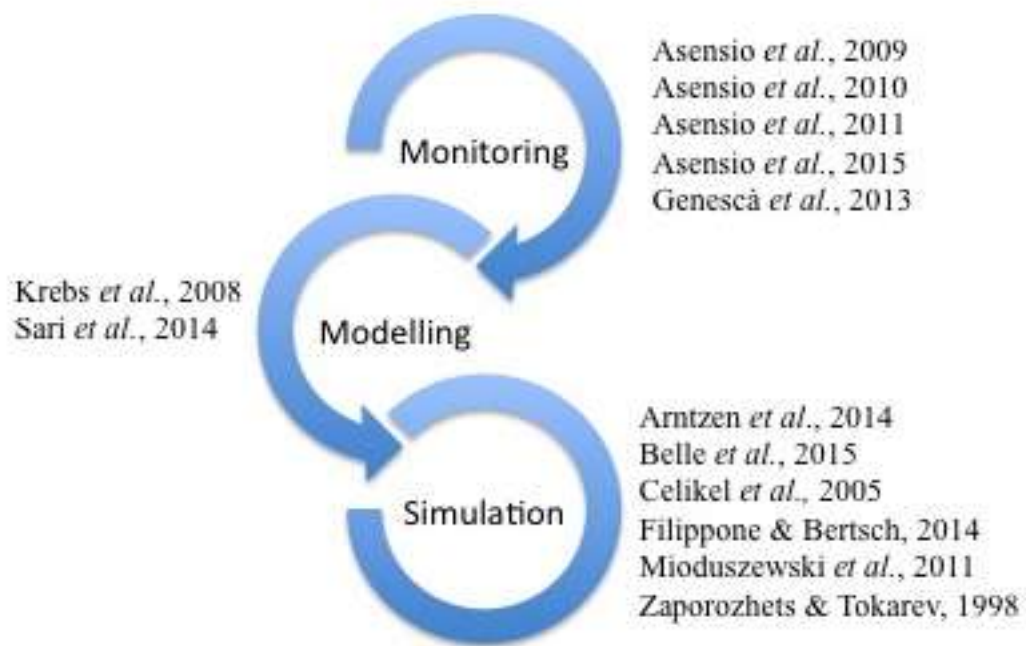 Monitoring
Asensio et al., 2009
Asensio et al., 2010
Asensio et al., 2011
Asensio et al., 2015
Genescà et al., 2013
Krebs et al., 2008
Sari et al., 2014
Modelling
Simulation
Arntzen et al., 2014
Belle et al., 2015
Celikel et al., 2005
Filippone & Bertsch, 2014
Mioduszewski et al., 2011
Zaporozhets & Tokarev, 1998